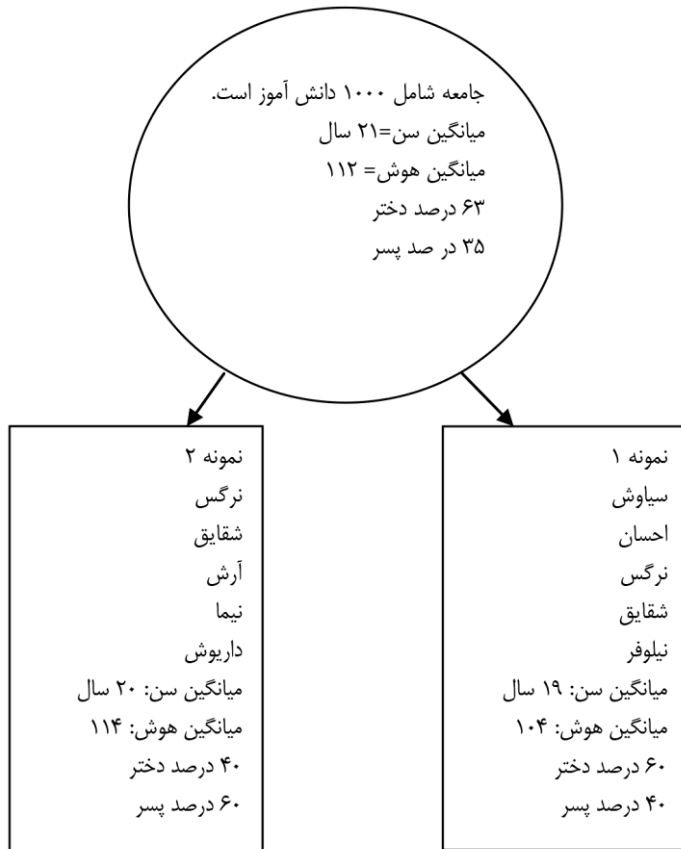 جامعه شامل ۱۰۰۰ دانش آموز است.
میانگین سن=۲۱ سال
میانگین هوش= ۱۱۲
۶۳ درصد دختر
۳۵ در صد پسر
نمونه ۱
سیاوش
احسان
نرگس
شقایق
نیلوفر
میانگین سن: ۱۹ سال
میانگین هوش: ۱۰۴
۶۰ درصد دختر
۴۰ درصد پسر
نمونه ۲
نرگس
شقایق
آرش
نیما
داریوش
میانگین سن: ۲۰ سال
میانگین هوش: ۱۱۴
۴۰ درصد دختر
۶۰ درصد پسر